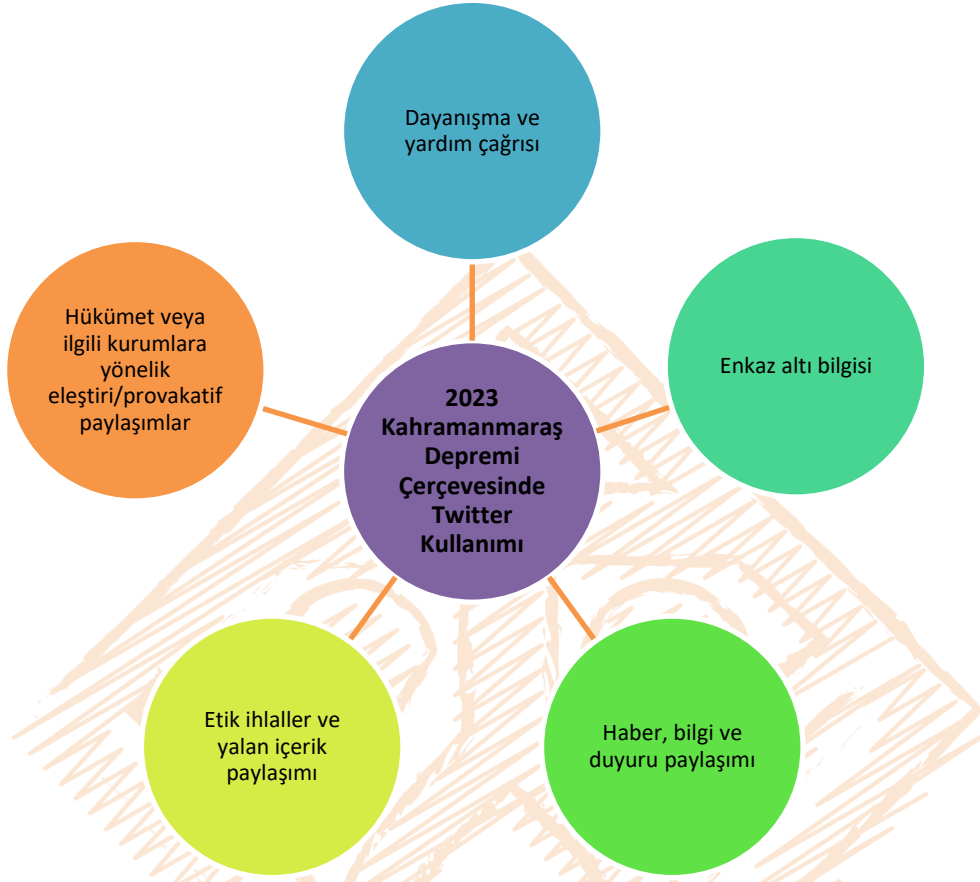 Dayanışma ve
yardım çağrısı
Hükümet veya
ilgili kurumlara
yönelik
eleştiri/provakatif
paylaşımlar
Enkaz altı bilgisi
2023
Kahramanmaraş
Depremi
Çerçevesinde
Twitter
Kullanımı
Etik ihlaller ve
yalan içerik
paylaşımı
Haber, bilgi ve
duyuru paylaşımı